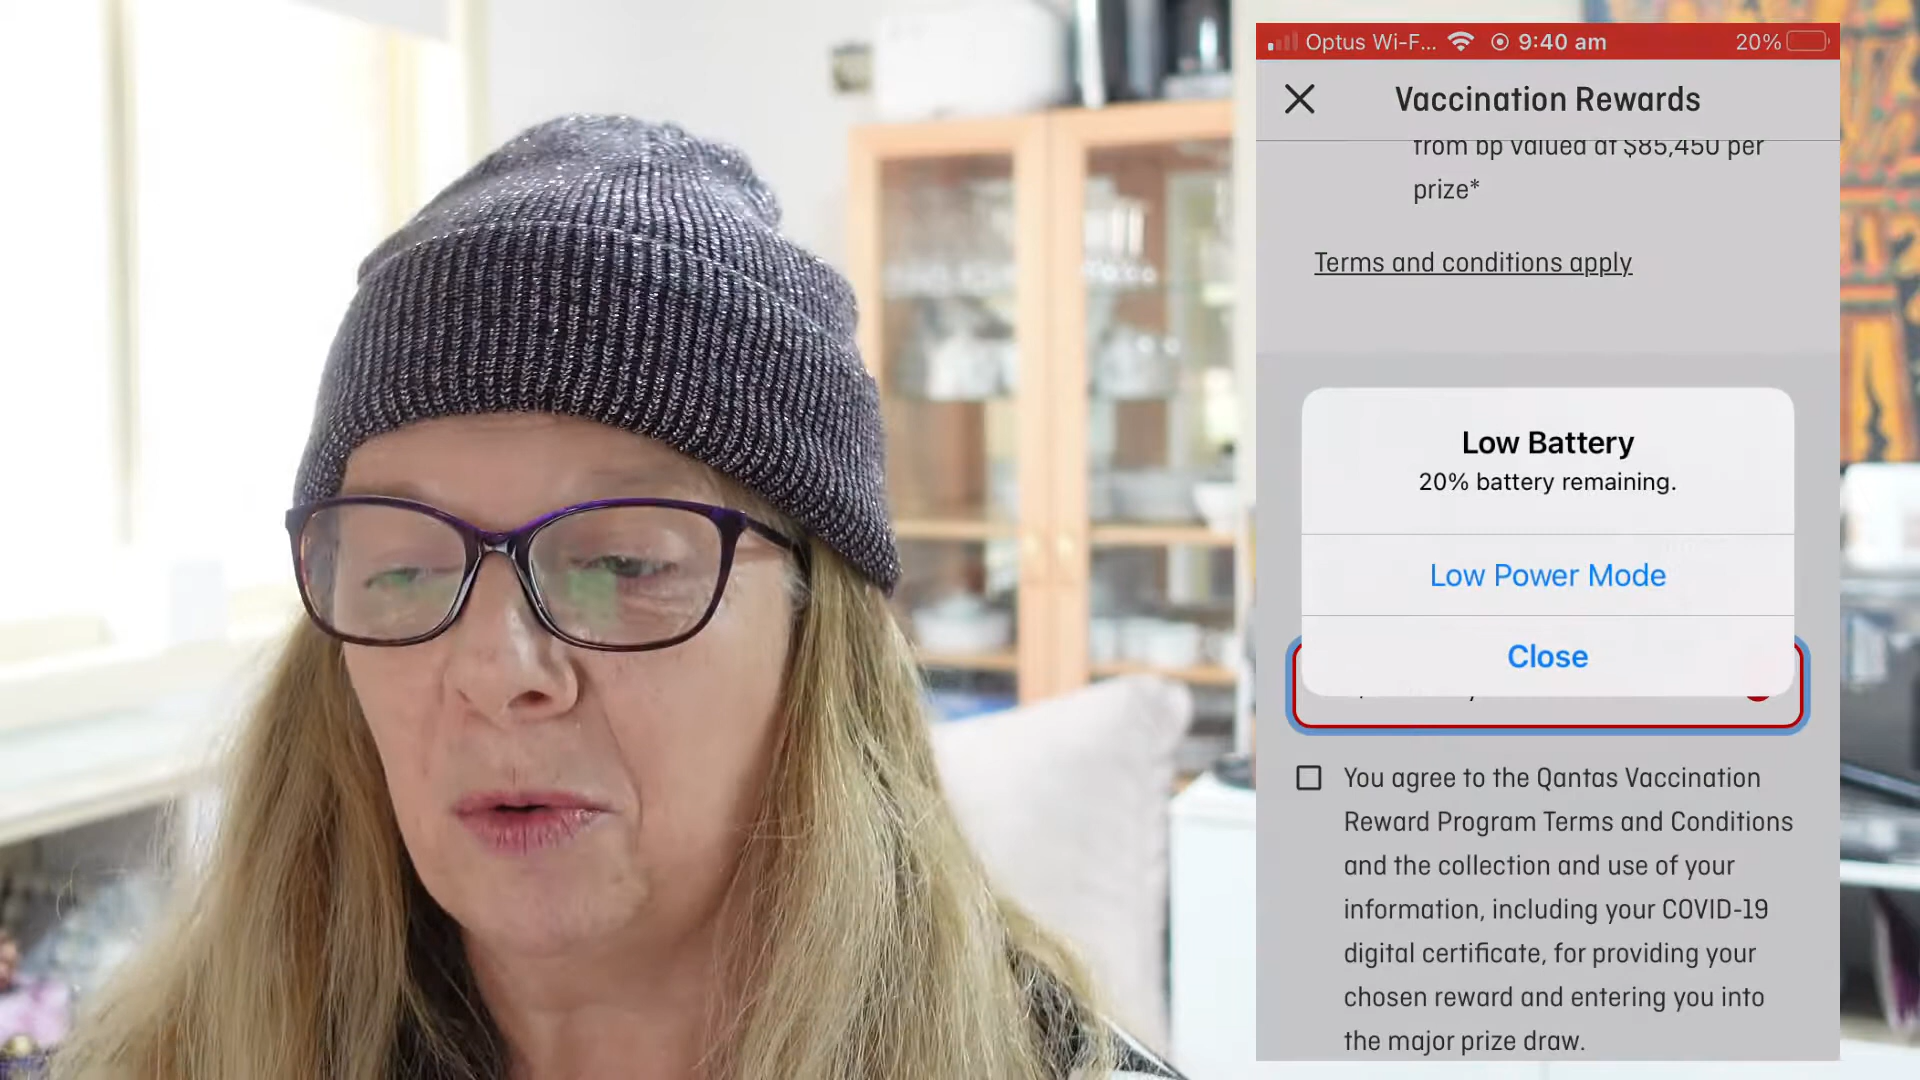 Optus Wi-F... 9:40 am 20%
Vaccination Rewards
from bp valued at $85,450 per
prize*
Terms and conditions apply
Low Battery
20% battery remaining.
Low Power Mode
Close
You agree to the Qantas Vaccination
Reward Program Terms and Conditions
and the collection and use of your
information, including your COVID-19
digital certificate, for providing your
chosen reward and entering you into
the major prize draw.